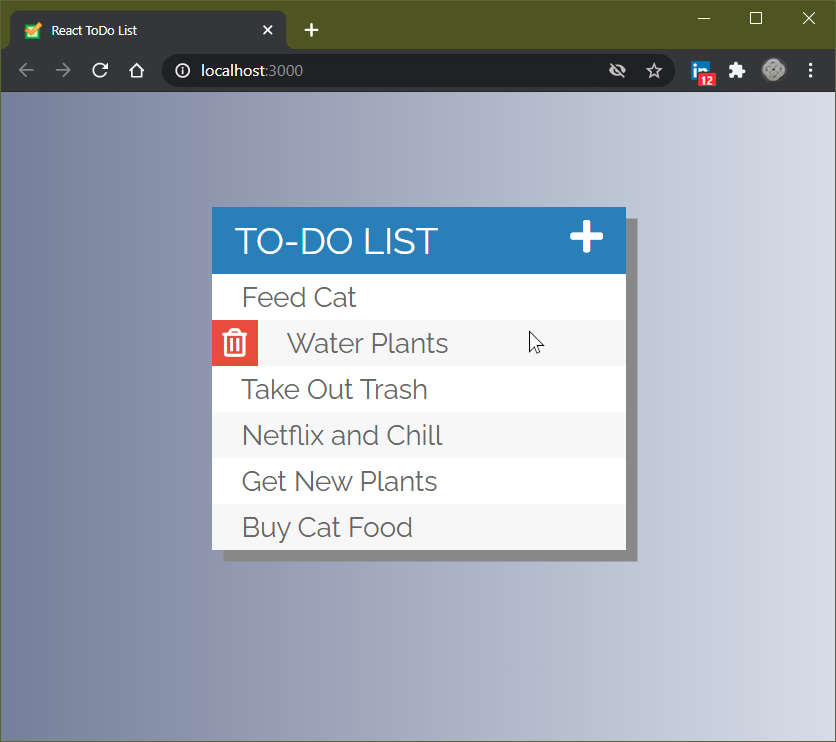 React ToDo List
localhost:3000
in
12
TO-DO LIST
Feed Cat
Water Plants
Take Out Trash
Netflix and Chill
Get New Plants
Buy Cat Food